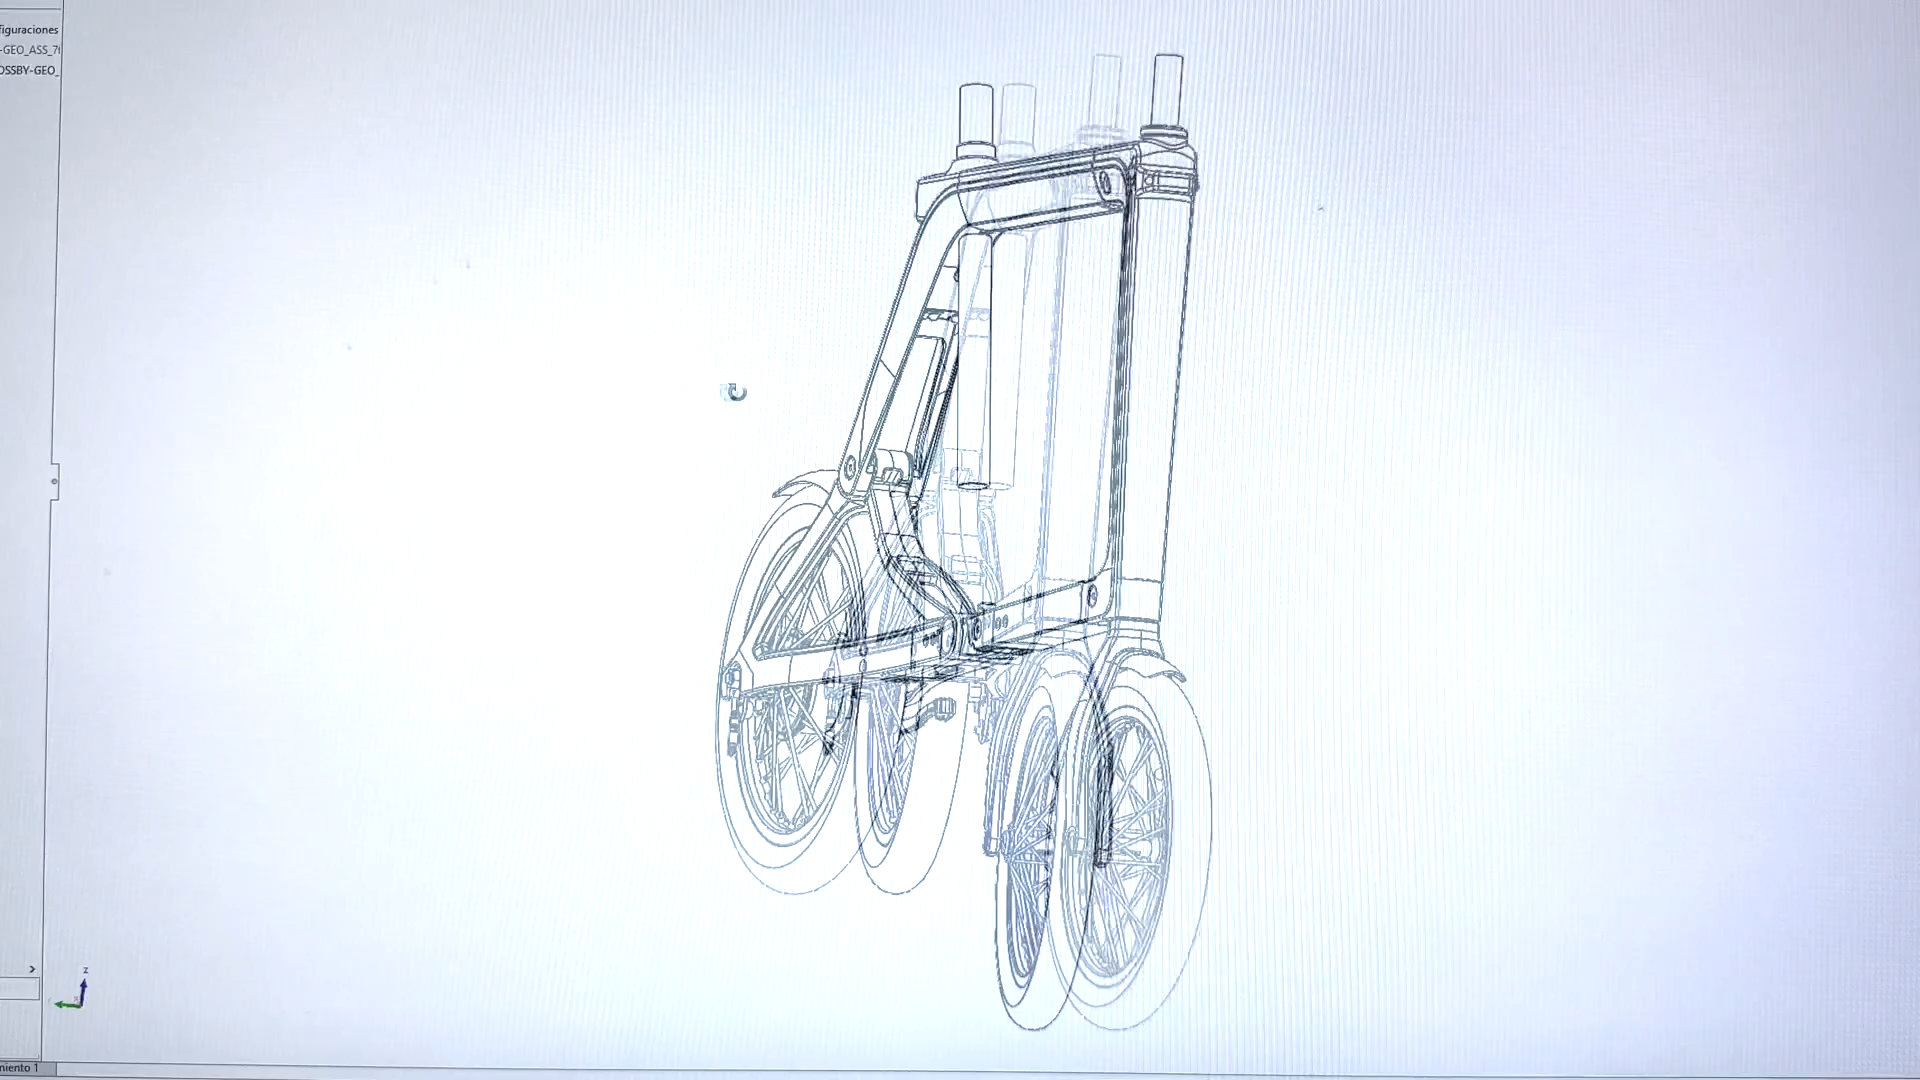 figuraciones
-GEO_ASS_7
OSSBY-GEO_
z
miento 1